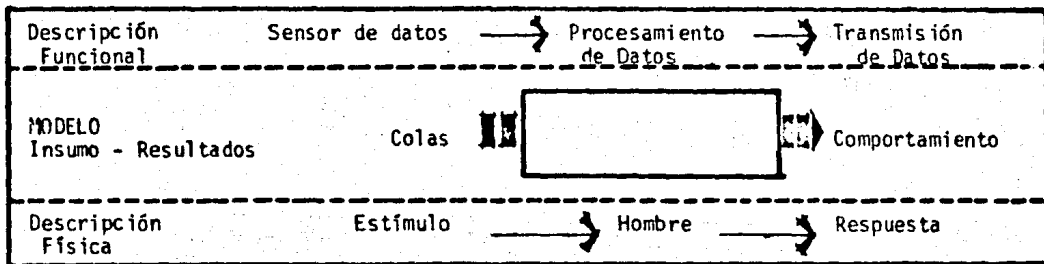 Descripción Sensor de datos Procesamiento Transmisión
Funcional de Datos de Datos
MODELO
Insumo - Resultados Colas Comportamiento
Descripción Estímulo Hombre Respuesta
Física